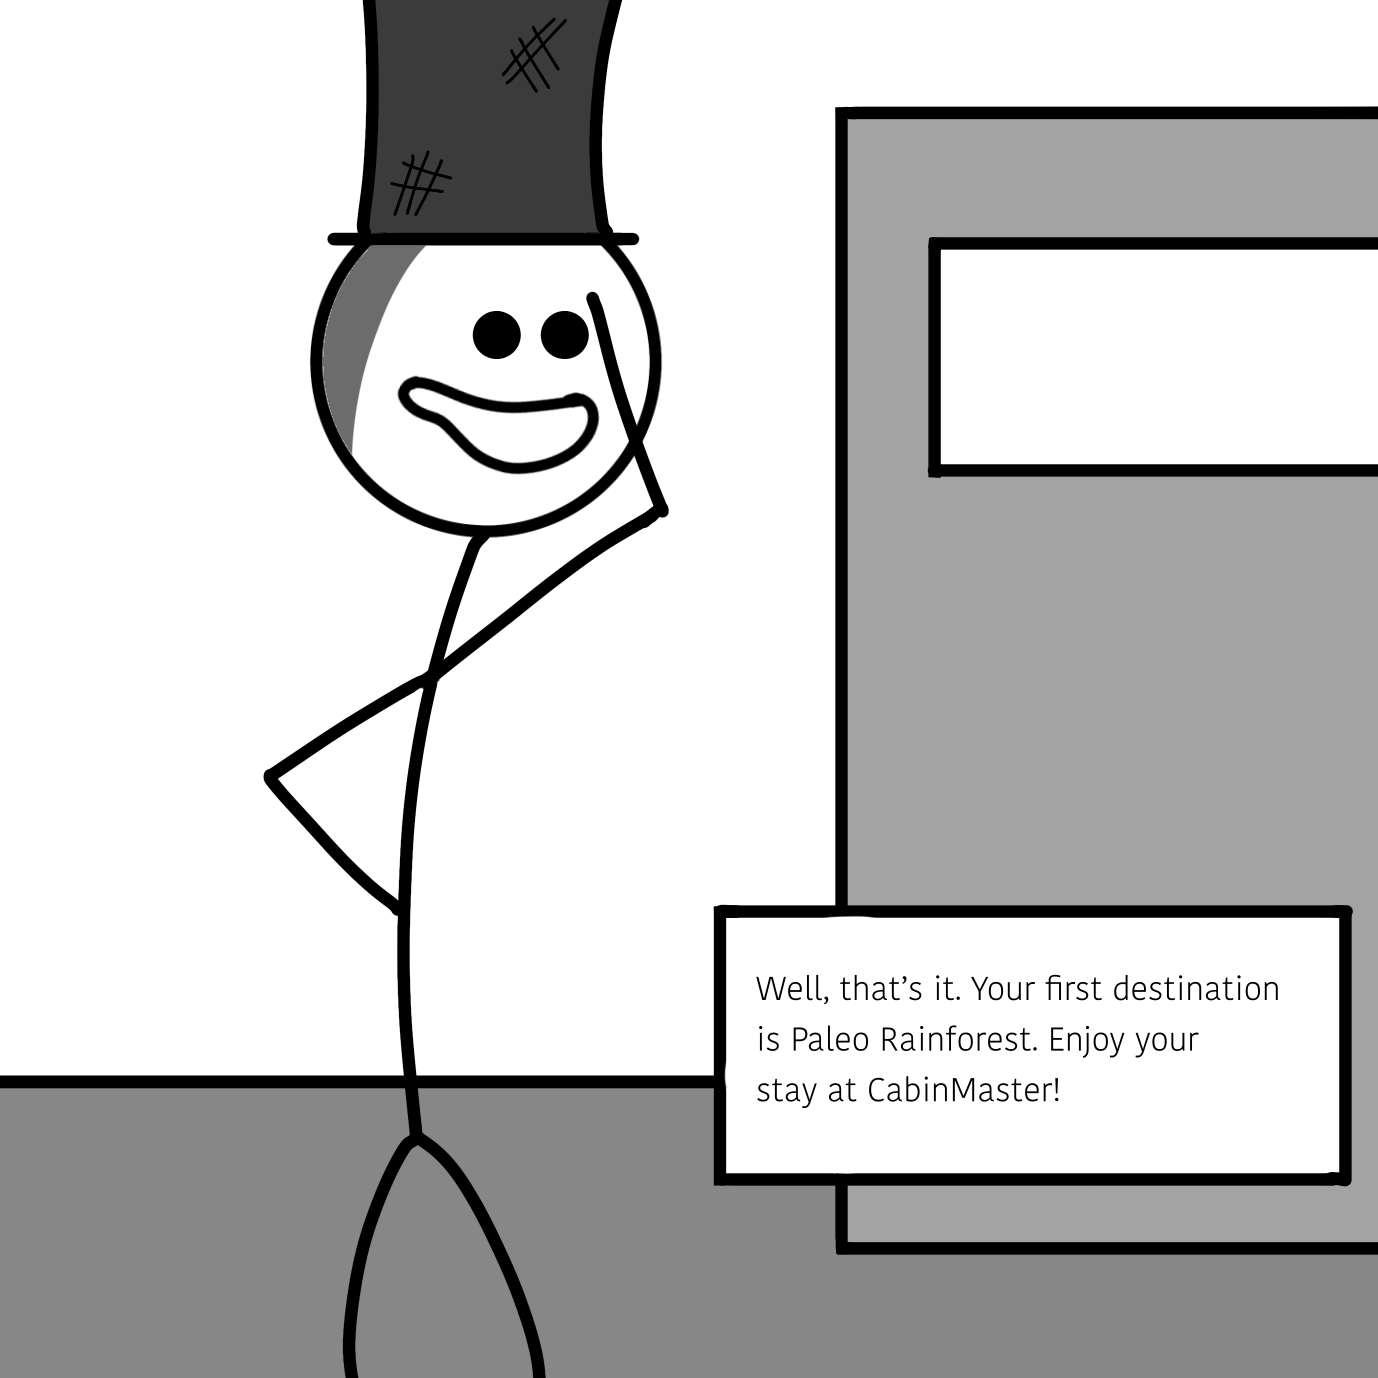 Well, that’s it. Your first destination
is Paleo Rainforest. Enjoy your
stay at CabinMaster!